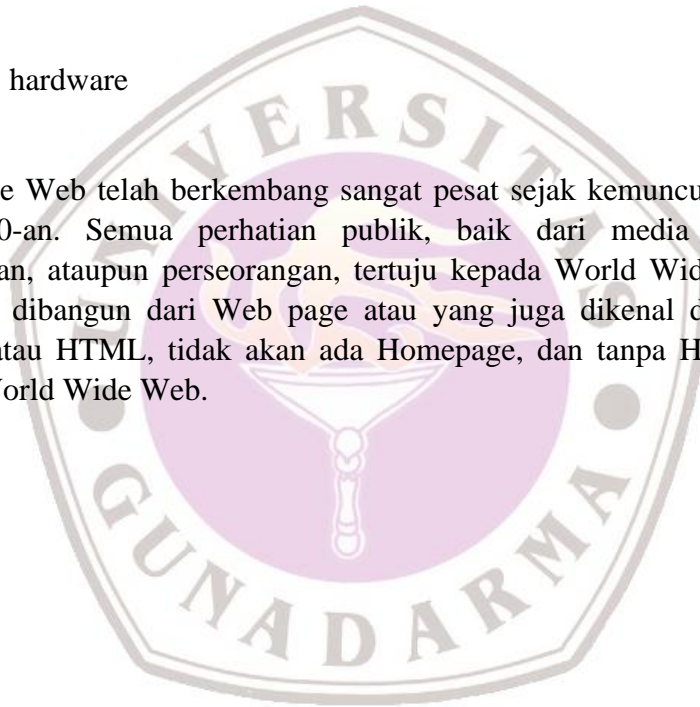 hardware
e Web telah berkembang sangat pesat sejak kemuncu
0-an. Semua perhatian publik, baik dari media
an, ataupun perseorangan, tertuju kepada World Wid
dibangun dari Web page atau yang juga dikenal d
atau HTML, tidak akan ada Homepage, dan tanpa H
World Wide Web.
UNIVERSITAS
GUNADARMA